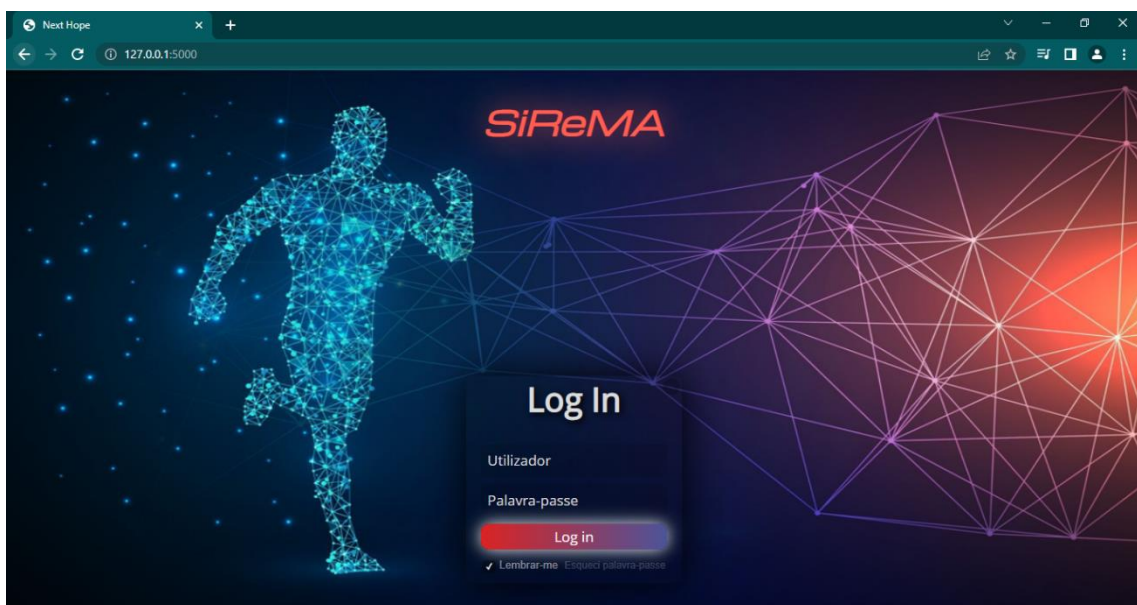 Next Hope
127.0.0.1:5000
SiReMA
Log In
Utilizador
Palavra-passe
Log in
Lembrar-me Esqueci palavra-passe